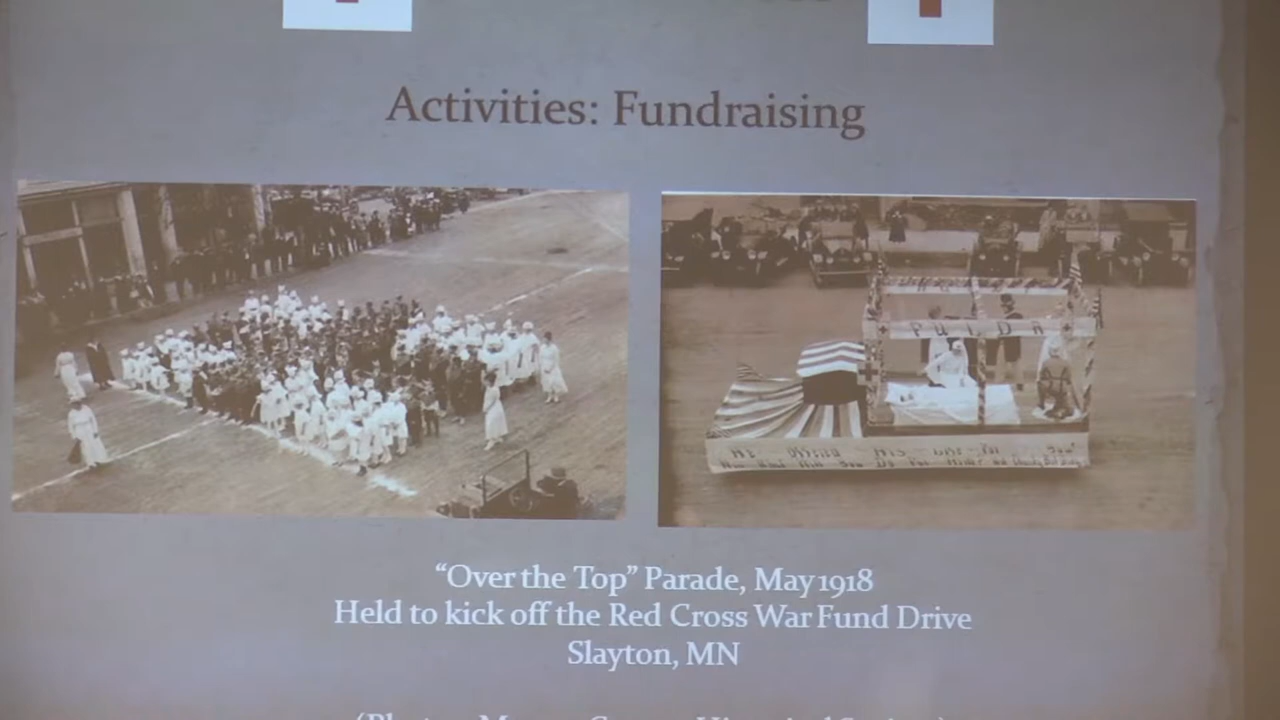 Activities: Fundraising
FULDA
“Over the Top” Parade, May 1918
Held to kick off the Red Cross War Fund Drive
Slayton, MN